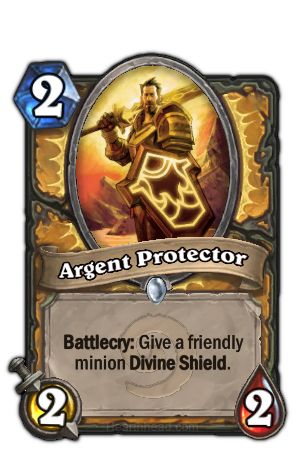 2
Argent Protector
Battlecry: Give a friendly
minion Divine Shield.
2
2